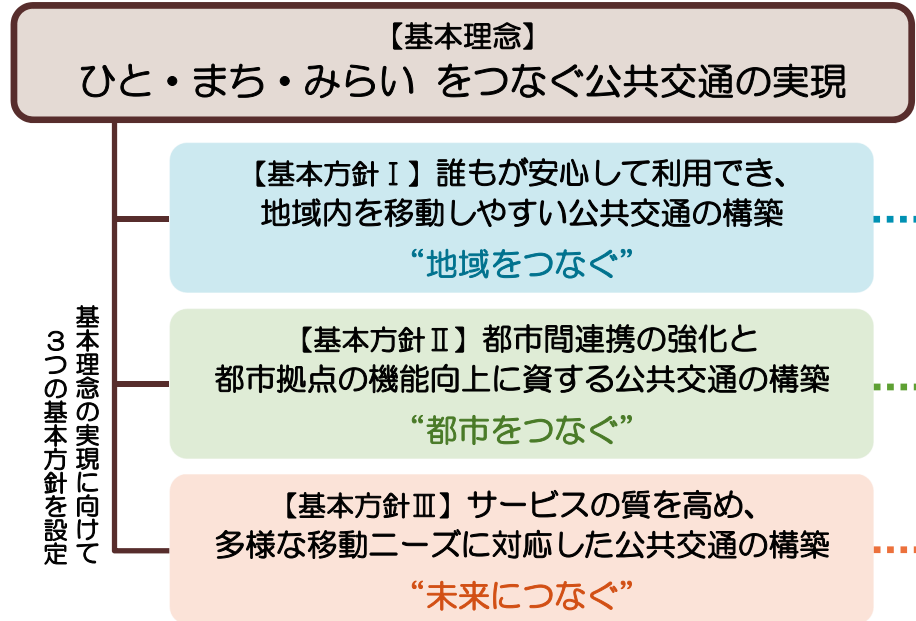 【基本理念】
ひと・まち・みらい をつなぐ公共交通の実現
【基本方針Ⅰ】誰もが安心して利用でき、
地域内を移動しやすい公共交通の構築
“地域をつなぐ”
【基本方針Ⅱ】都市間連携の強化と
都市拠点の機能向上に資する公共交通の構築
“都市をつなぐ”
【基本方針Ⅲ】サービスの質を高め、
多様な移動ニーズに対応した公共交通の構築
“未来につなぐ”
基本理念の実現に向けて
３つの基本方針を設定